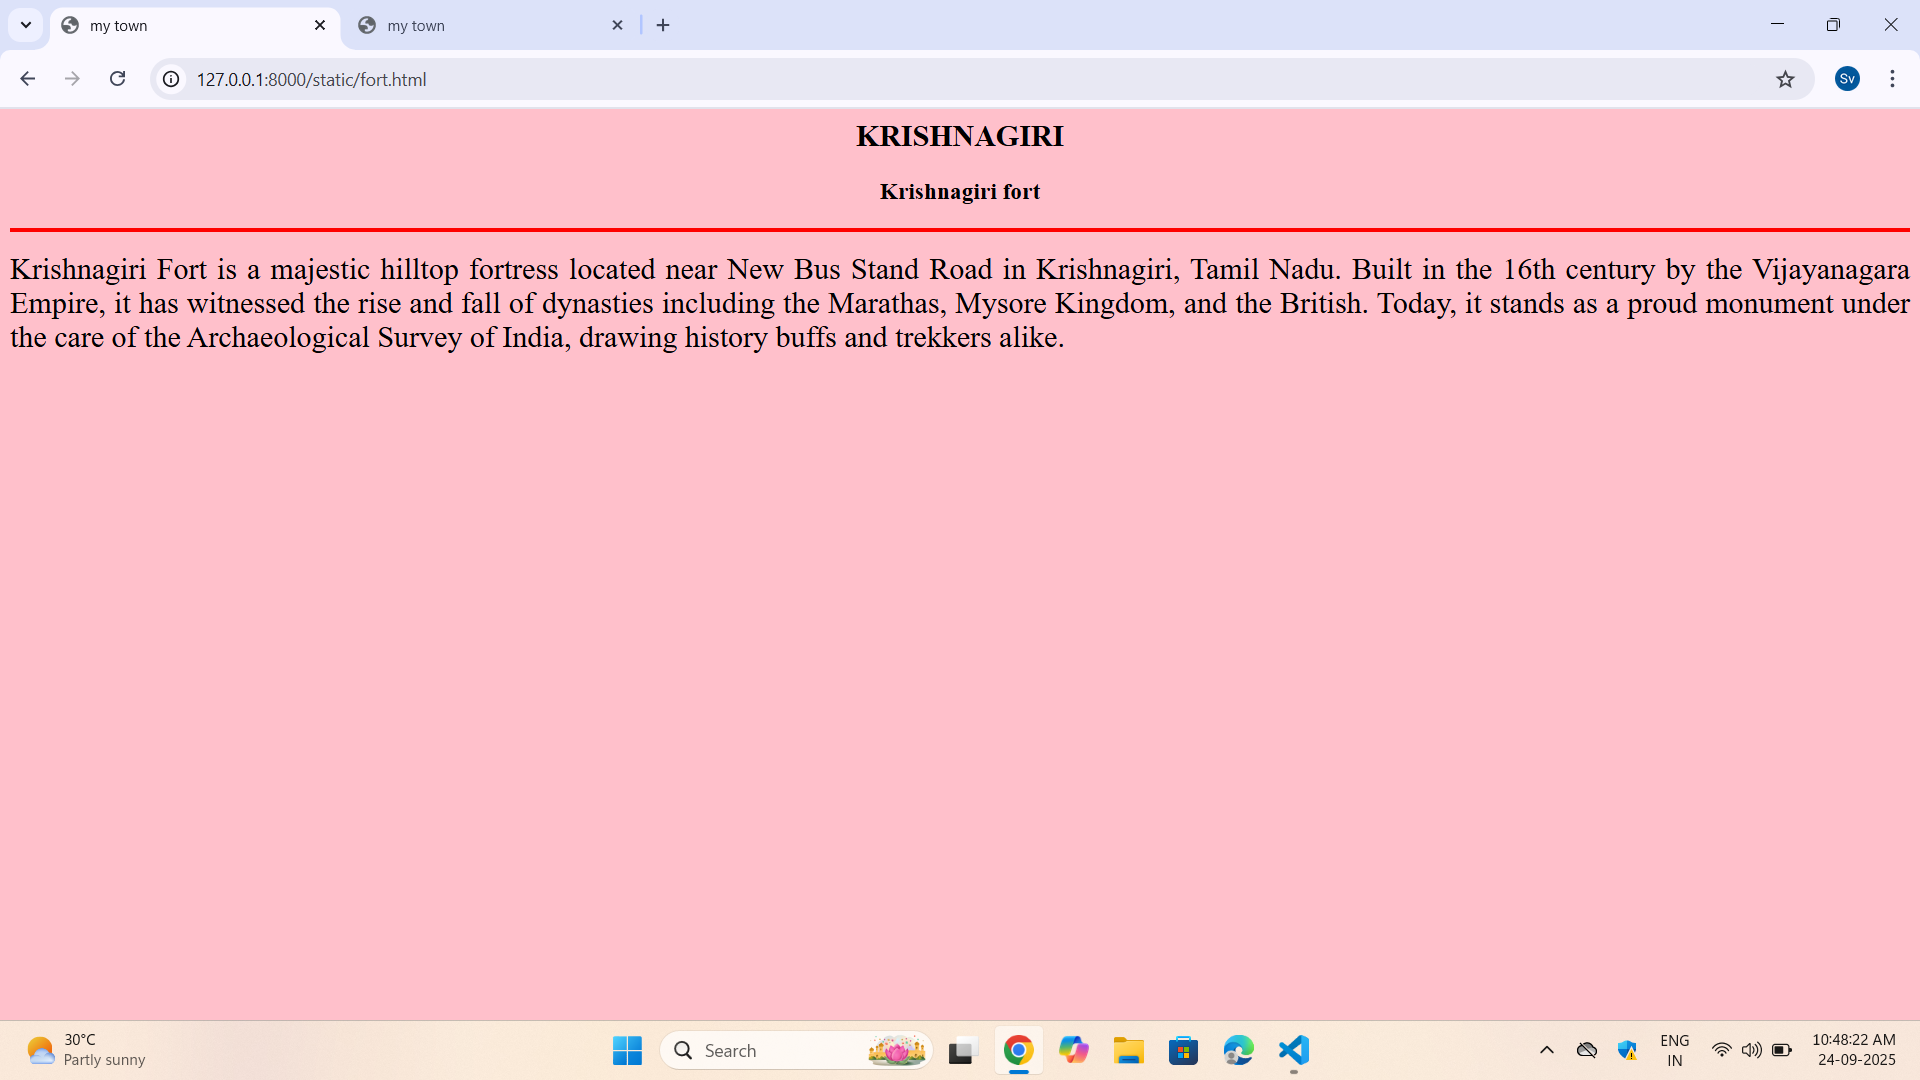 my town
my town
127.0.0.1:8000/static/fort.html
Sv
KRISHNAGIRI
Krishnagiri fort
Krishnagiri Fort is a majestic hilltop fortress located near New Bus Stand Road in Krishnagiri, Tamil Nadu. Built in the 16th century by the Vijayanagara
Empire, it has witnessed the rise and fall of dynasties including the Marathas, Mysore Kingdom, and the British. Today, it stands as a proud monument under
the care of the Archaeological Survey of India, drawing history buffs and trekkers alike.
30°C
Partly sunny
Search
ENG
IN
10:48:22 AM
24-09-2025